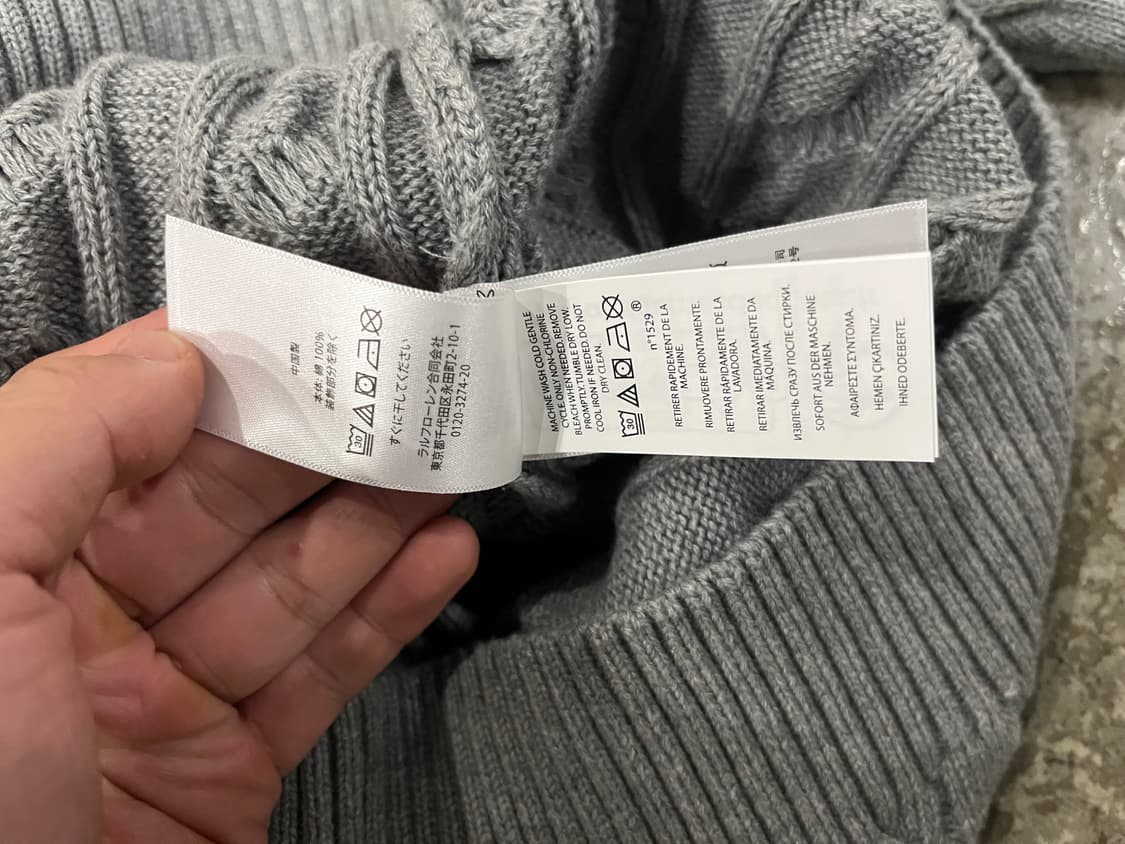 中国製
本体: 綿 100%
装飾部分を除く
30
すぐに干してください
ラルフローレン合同会社
東京都千代田区永田町2-10-1
0120-3274-20
MACHINE WASH COLD GENTLE
CYCLE. ONLY NON-CHLORINE
BLEACH WHEN NEEDED. REMOVE
PROMPTLY. TUMBLE DRY LOW.
COOL IRON IF NEEDED. DO NOT
DRY CLEAN.
30
®
n°1529
RETIRER RAPIDEMENT DE LA
MACHINE.
RIMUOVERE PRONTAMENTE.
RETIRAR RÁPIDAMENTE DE LA
LAVADORA.
RETIRAR IMEDIATAMENTE DA
MAQUINA.
ИЗВЛЕЧЬ СРАЗУ ПОСЛЕ СТИРКИ.
SOFORT AUS DER MASCHINE
NEHMEN.
ΑΦΑΙΡΕΣΤΕ ΣΥΝΤΟΜΑ.
HEMEN ÇIKARTINIZ.
IHNED ODEBERTE.